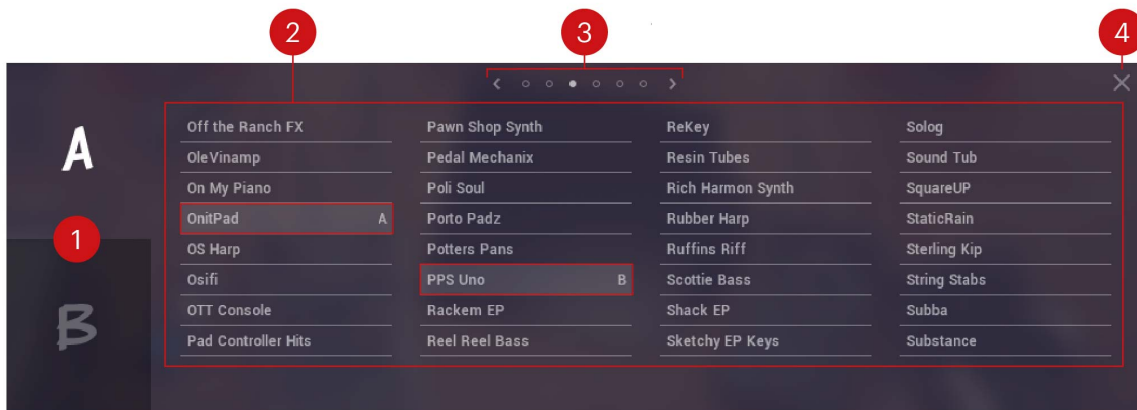 2
3
4
A
1
B
Off the Ranch FX
OleVinamp
On My Piano
OnitPad A
OS Harp
Osifi
OTT Console
Pad Controller Hits
Pawn Shop Synth
Pedal Mechanix
Poli Soul
Porto Padz
Potters Pans
PPS Uno B
Rackem EP
Reel Reel Bass
ReKey
Resin Tubes
Rich Harmon Synth
Rubber Harp
Ruffins Riff
Scottie Bass
Shack EP
Sketchy EP Keys
Solog
Sound Tub
SquareUP
StaticRain
Sterling Kip
String Stabs
Subba
Substance